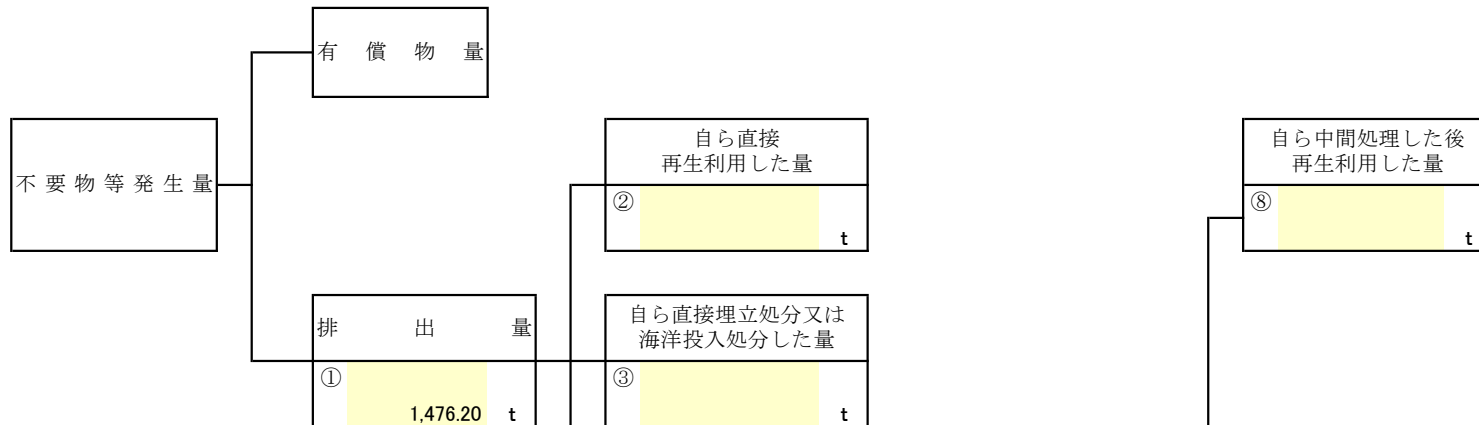 有償物量
不要物等発生量
自ら直接
再生利用した量
②
t
自ら中間処理した後
再生利用した量
⑧
t
排出量
①
1,476.20 t
自ら直接埋立処分又は
海洋投入処分した量
③
t